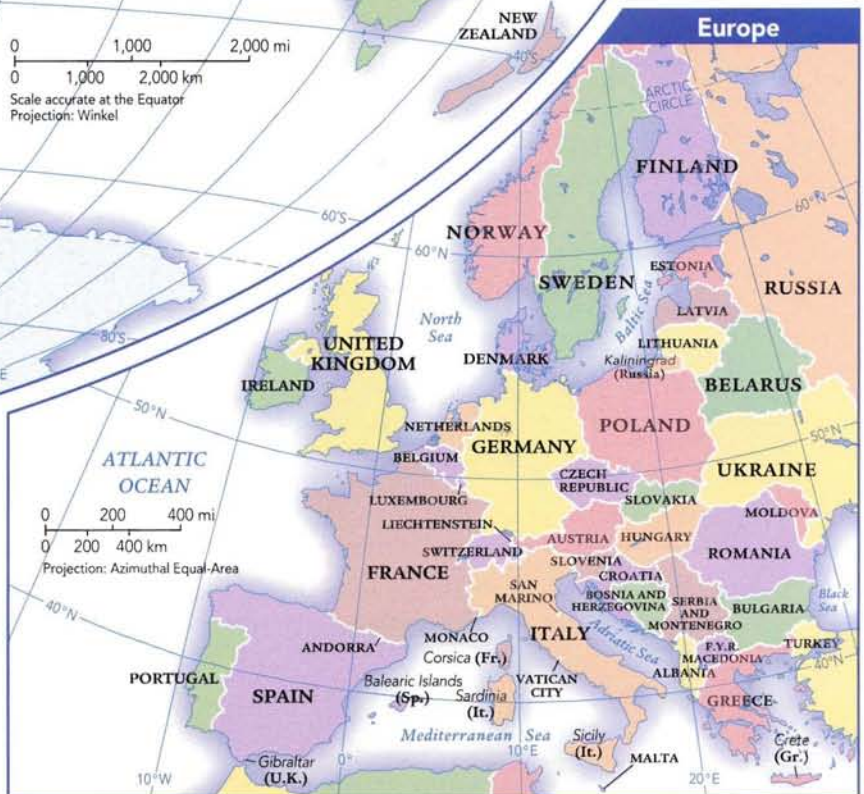 NEW
ZEALAND
40°S
0 1,000 2,000 mi
0 1,000 2,000 km
Scale accurate at the Equator
Projection: Winkel
60°S
80°S
E
Europe
ARCTIC
CIRCLE
FINLAND
60°N
60°N
NORWAY
SWEDEN
ESTONIA
RUSSIA
LATVIA
Baltic Sea
LITHUANIA
Kaliningrad
(Russia)
North
Sea
DENMARK
UNITED
KINGDOM
IRELAND
BELARUS
50°N
50°N
NETHERLANDS
GERMANY
POLAND
BELGIUM
UKRAINE
ATLANTIC
OCEAN
CZECH
REPUBLIC
SLOVAKIA
LUXEMBOURG
MOLDOVA
0 200 400 mi
0 200 400 km
Projection: Azimuthal Equal-Area
LIECHTENSTEIN
AUSTRIA
HUNGARY
SWITZERLAND
SLOVENIA
ROMANIA
FRANCE
CROATIA
SAN
MARINO
BOSNIA AND
HERZEGOVINA
SERBIA
AND
MONTENEGRO
BULGARIA
Black
Sea
40°N
MONACO
ITALY
Adriatic Sea
ANDORRA
Corsica (Fr.)
F.Y.R.
MACEDONIA
TURKEY
40°N
ALBANIA
PORTUGAL
SPAIN
Balearic Islands
(Sp.)
Sardinia
(It.)
VATICAN
CITY
GREECE
Mediterranean Sea
Sicily
(It.)
Crete
(Gr.)
MALTA
Gibraltar
(U.K.)
10°W
0°
10°E
20°E